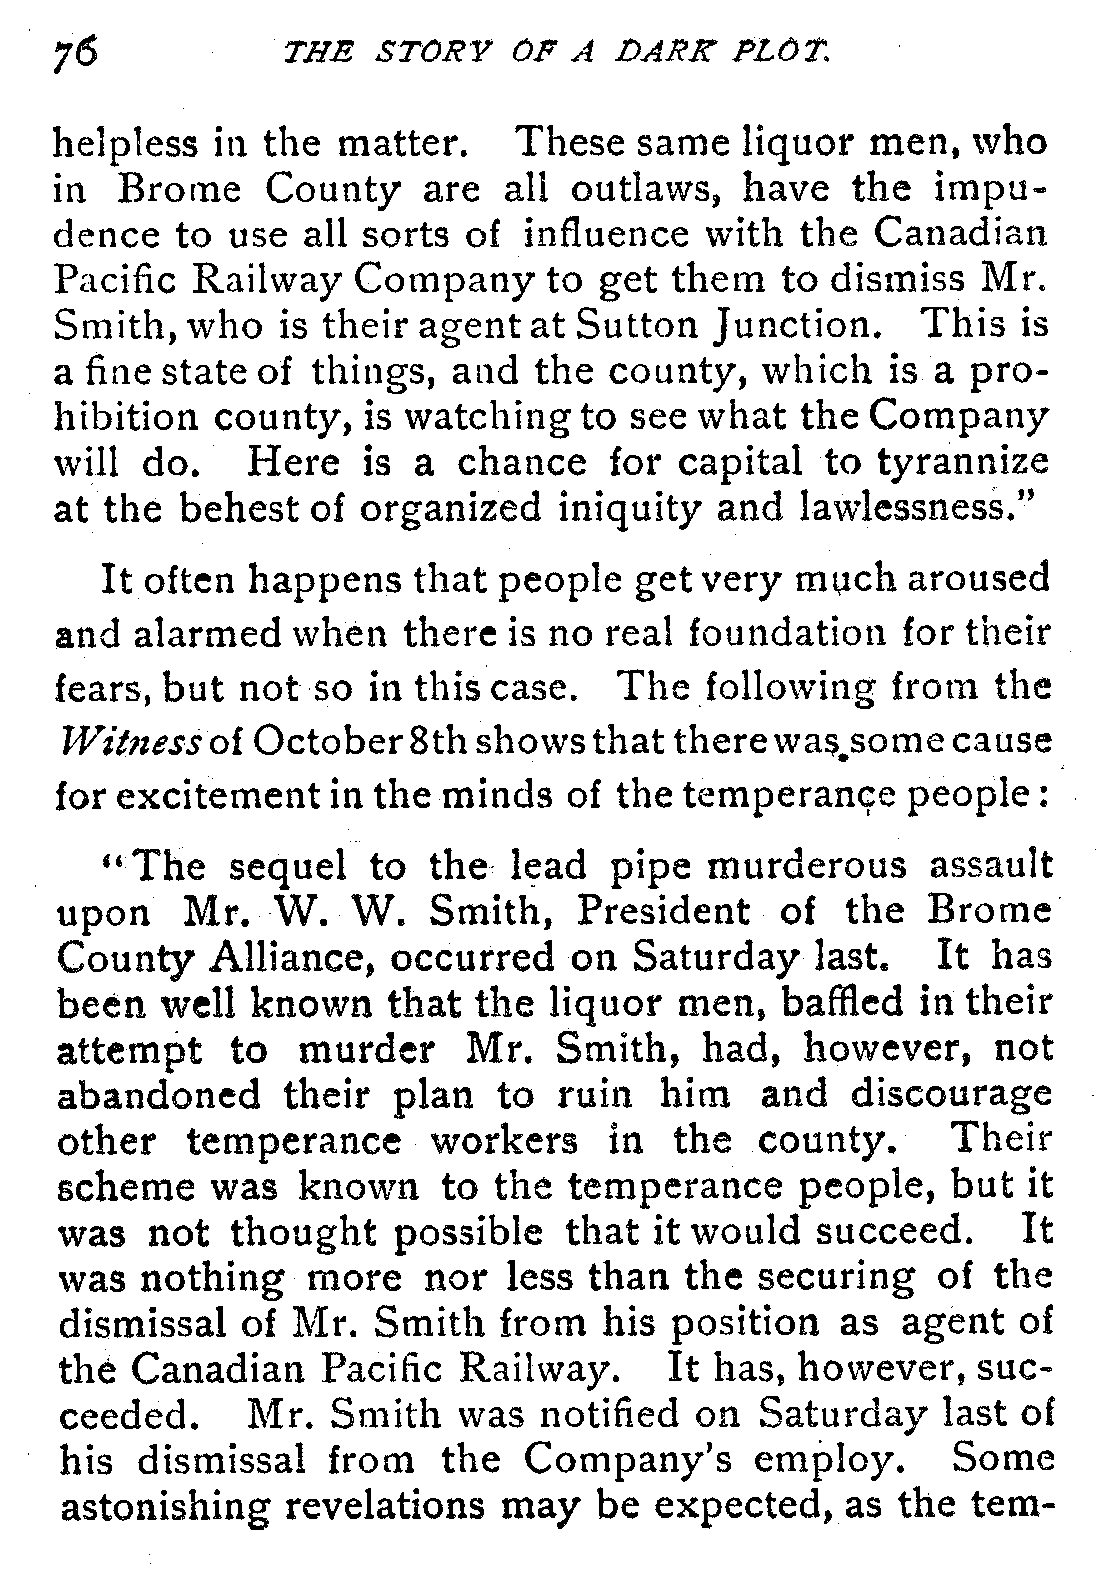 76 THE STORY OF A DARK PLOT.
helpless in the matter. These same liquor men, who
in Brome County are all outlaws, have the impu-
dence to use all sorts of influence with the Canadian
Pacific Railway Company to get them to dismiss Mr.
Smith, who is their agent at Sutton Junction. This is
a fine state of things, and the county, which is a pro-
hibition county, is watching to see what the Company
will do. Here is a chance for capital to tyrannize
at the behest of organized iniquity and lawlessness.”
It often happens that people get very much aroused
and alarmed when there is no real foundation for their
fears, but not so in this case. The following from the
Witness of October 8th shows that there was some cause
for excitement in the minds of the temperance people :
“The sequel to the lead pipe murderous assault
upon Mr. W. W. Smith, President of the Brome
County Alliance, occurred on Saturday last. It has
been well known that the liquor men, baffled in their
attempt to murder Mr. Smith, had, however, not
abandoned their plan to ruin him and discourage
other temperance workers in the county. Their
scheme was known to the temperance people, but it
was not thought possible that it would succeed. It
was nothing more nor less than the securing of the
dismissal of Mr. Smith from his position as agent of
the Canadian Pacific Railway. It has, however, suc-
ceeded. Mr. Smith was notified on Saturday last of
his dismissal from the Company's employ. Some
astonishing revelations may be expected, as the tem-